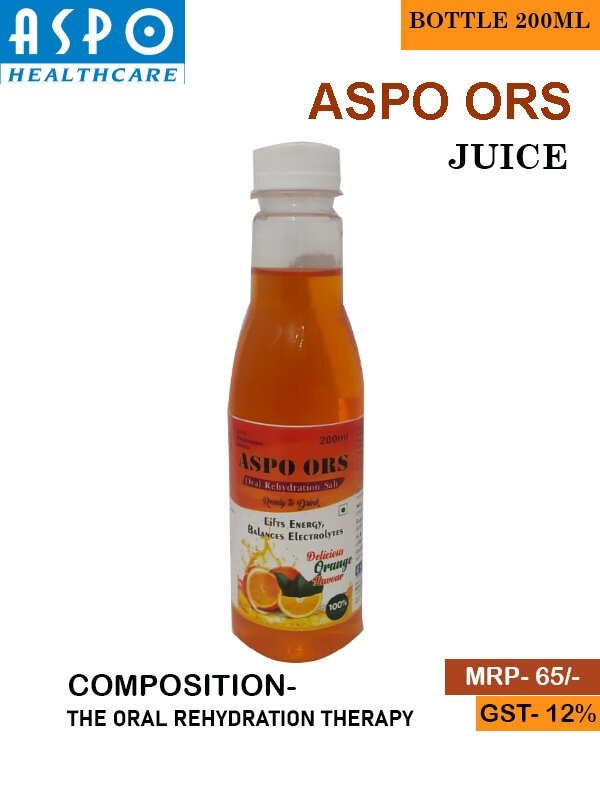 ASPO
HEALTHCARE
BOTTLE 200ML
ASPO ORS
JUICE
200ml
ASPO ORS
Oral Rehydration Salt
Ready To Drink
Lifts Energy,
Balances Electrolytes
Delicious
Orange
flavour
100%
COMPOSITION-
THE ORAL REHYDRATION THERAPY
MRP- 65/-
GST- 12%